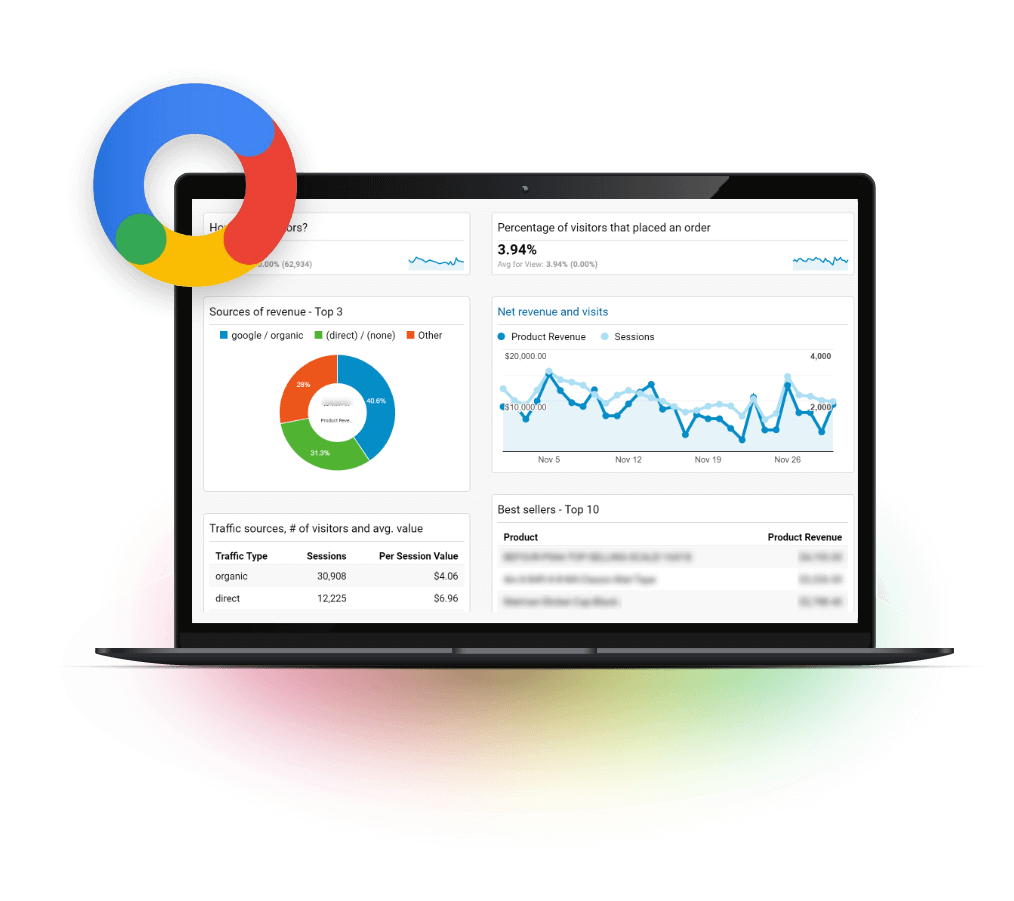 Ho ors?
0.00% (62,934)
Percentage of visitors that placed an order
3.94%
Avg for View: 3.94% (0.00%)
Sources of revenue - Top 3
google / organic (direct) / (none) Other
28%
40.6%
Product Reve..
31.3%
Net revenue and visits
Product Revenue Sessions
$20,000.00 4,000
$10,000.00 2,000
Nov 5 Nov 12 Nov 19 Nov 26
Traffic sources, # of visitors and avg. value
Traffic Type Sessions Per Session Value
organic 30,908 $4.06
direct 12,225 $6.96
Best sellers - Top 10
Product Product Revenue